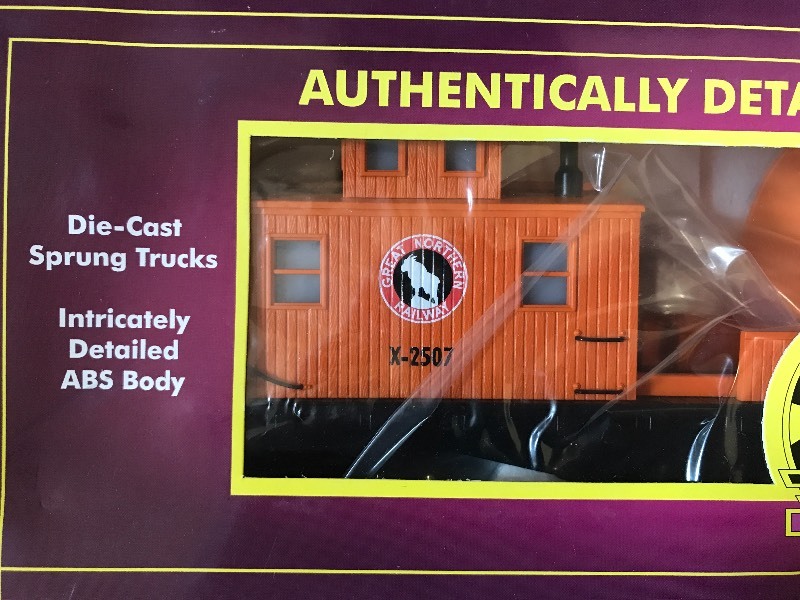 AUTHENTICALLY DETA
Die-Cast
Sprung Trucks
Intricately
Detailed
ABS Body
GREAT NORTHERN
RAILWAY
X-2507